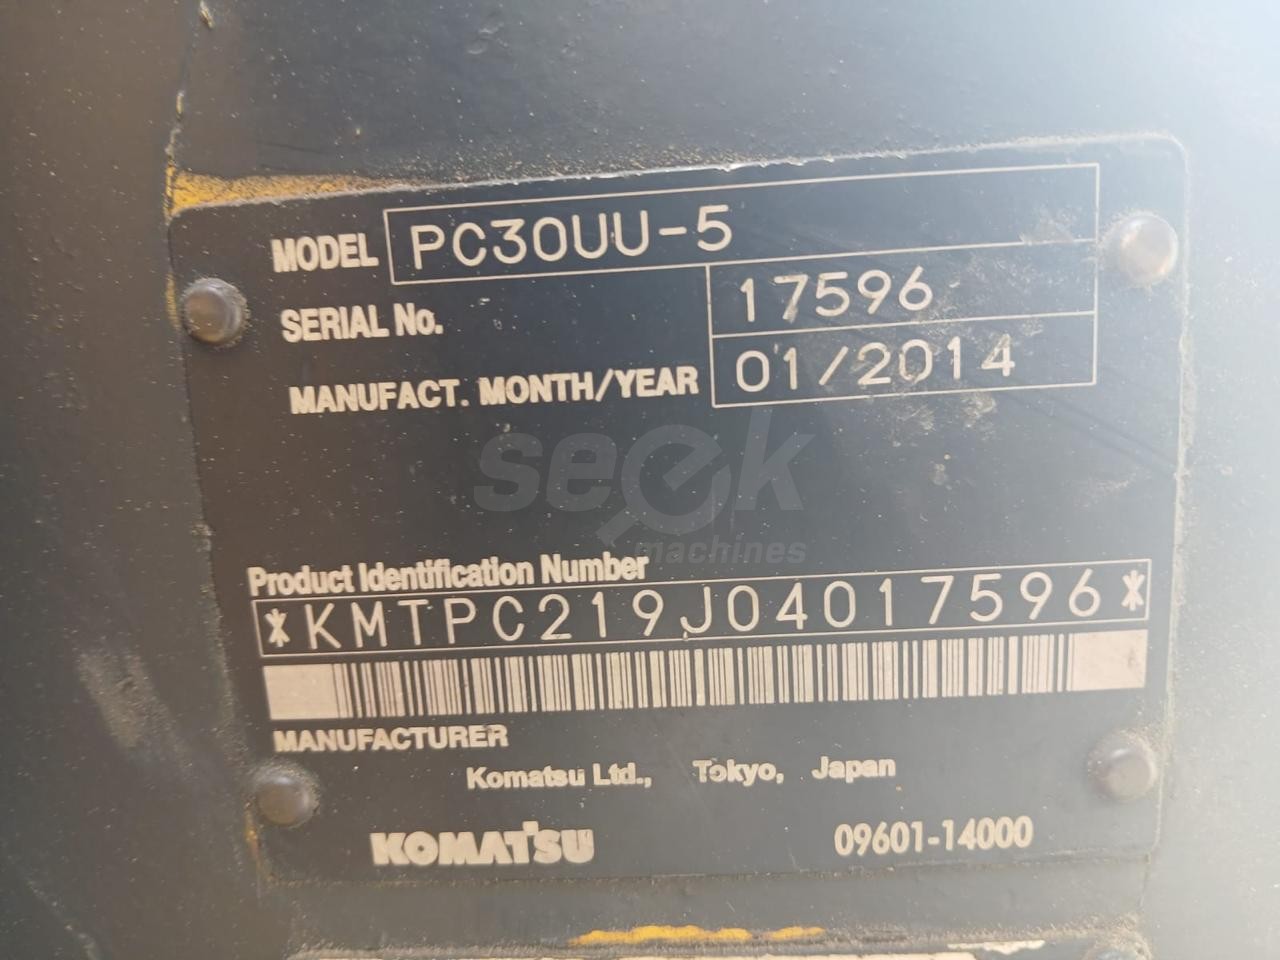 MODEL PC30UU-5
SERIAL No. 17596
MANUFACT. MONTH/YEAR 01/2014
seek
machines
Product Identification Number
*KMTPC219J04017596*
MANUFACTURER
Komatsu Ltd., Tokyo, Japan
KOMATSU 09601-14000